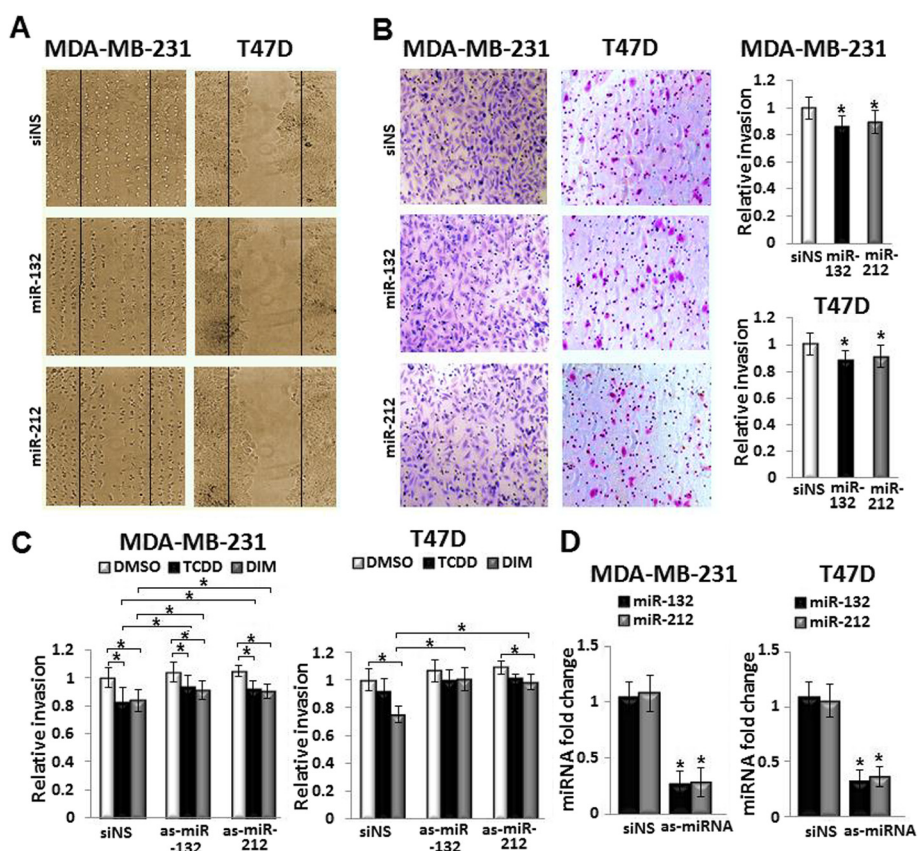 A
MDA-MB-231
T47D
siNS
miR-132
miR-212
B
MDA-MB-231
T47D
siNS
miR-132
miR-212
MDA-MB-231
Relative invasion
1.2
1
0.8
0.6
0.4
0.2
0
* *
siNS miR-132 miR-212
T47D
Relative invasion
1.2
1
0.8
0.6
0.4
0.2
0
* *
siNS miR-132 miR-212
C
MDA-MB-231
DMSO TCDD DIM
*
*
*
*
* * *
* * *
Relative invasion
1.2
1
0.8
0.6
0.4
0.2
0
siNS as-miR-132 as-miR-212
T47D
DMSO TCDD DIM
*
*
* *
Relative invasion
1.2
1
0.8
0.6
0.4
0.2
0
siNS as-miR-132 as-miR-212
D
MDA-MB-231
miR-132
miR-212
miRNA fold change
1.5
1
0.5
0
* *
siNS as-miRNA
T47D
miR-132
miR-212
miRNA fold change
1.5
1
0.5
0
* *
siNS as-miRNA